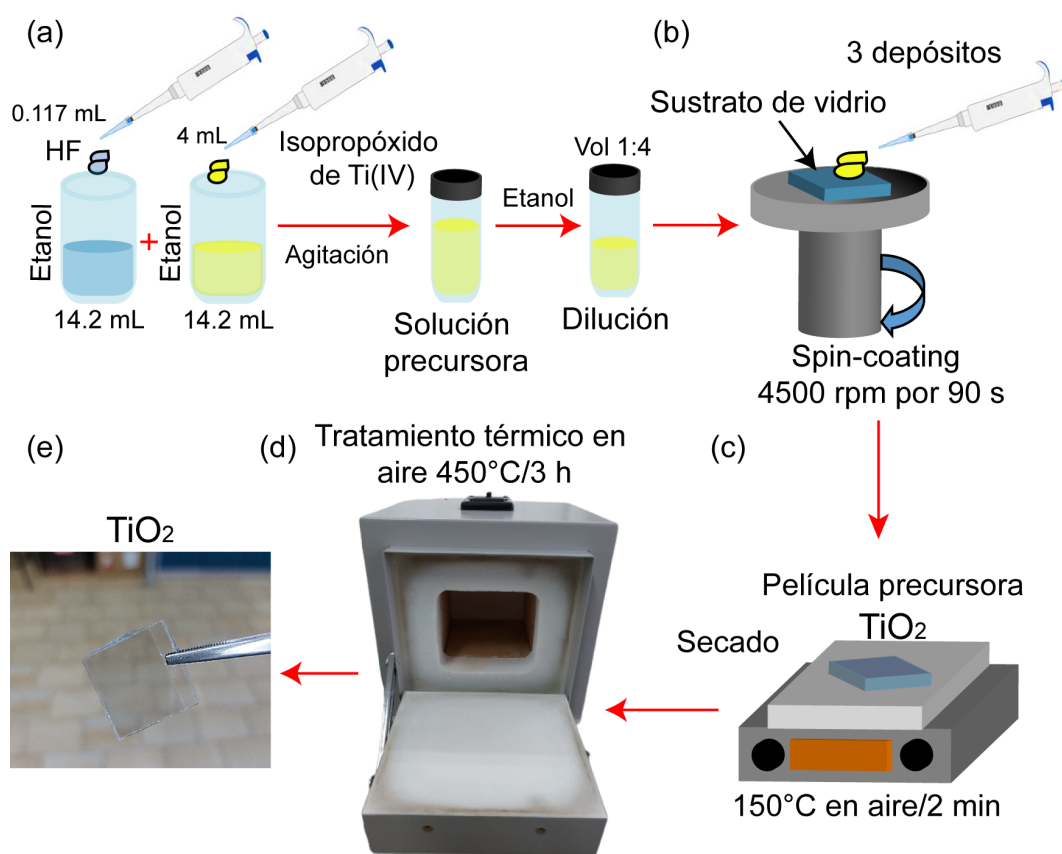 (a)
0.117 mL
HF
Etanol
14.2 mL
+
4 mL
Etanol
14.2 mL
Isopropóxido
de Ti(IV)
Agitación
Solución
precursora
Etanol
Vol 1:4
Dilución
(b)
3 depósitos
Sustrato de vidrio
Spin-coating
4500 rpm por 90 s
(c)
Película precursora
TiO₂
Secado
150°C en aire/2 min
(d)
Tratamiento térmico en
aire 450°C/3 h
(e)
TiO₂